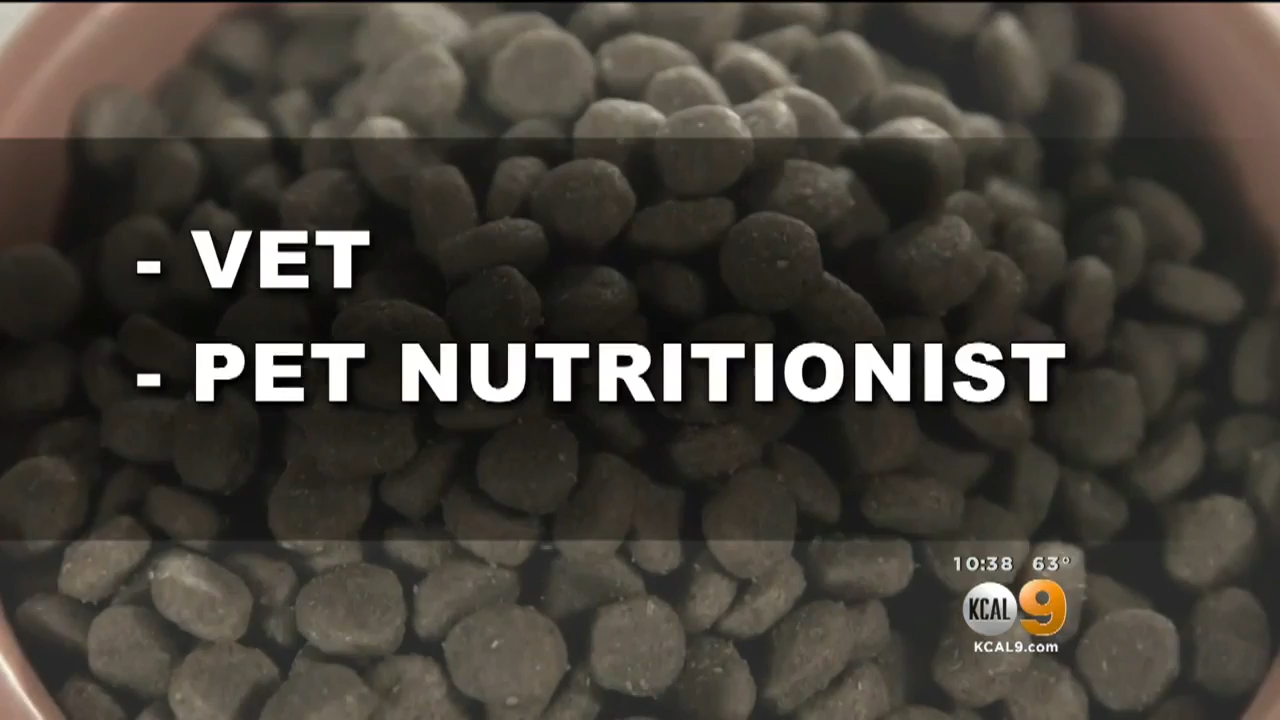 - VET
- PET NUTRITIONIST
10:38 63°
KCAL 9
KCAL9.com